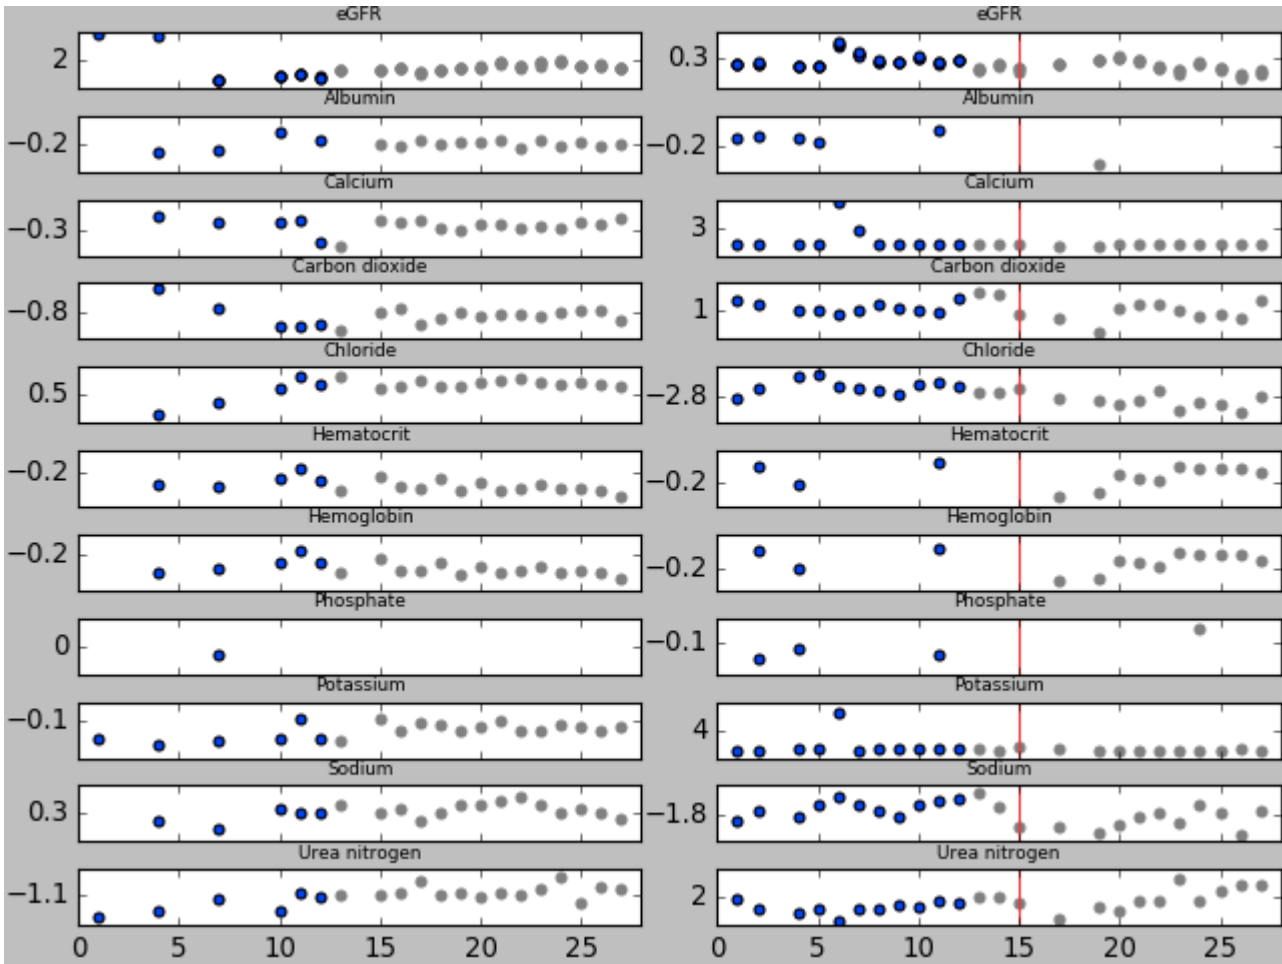 eGFR eGFR
2 0.3
Albumin Albumin
−0.2 −0.2
Calcium Calcium
−0.3 3
Carbon dioxide Carbon dioxide
−0.8 1
Chloride Chloride
0.5 −2.8
Hematocrit Hematocrit
−0.2 −0.2
Hemoglobin Hemoglobin
−0.2 −0.2
Phosphate Phosphate
0 −0.1
Potassium Potassium
−0.1 4
Sodium Sodium
0.3 −1.8
Urea nitrogen Urea nitrogen
−1.1 2
0 5 10 15 20 25 0 5 10 15 20 25